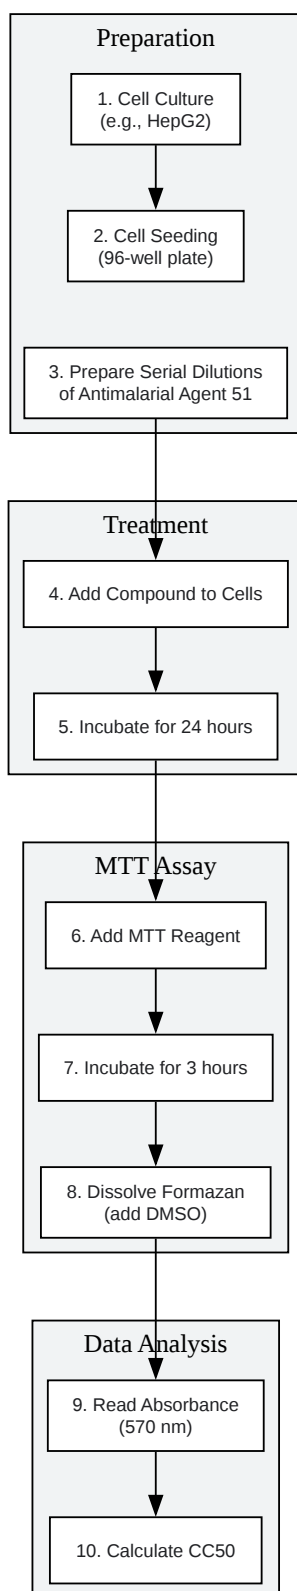 Preparation
1. Cell Culture
(e.g., HepG2)
2. Cell Seeding
(96-well plate)
3. Prepare Serial Dilutions
of Antimalarial Agent 51
Treatment
4. Add Compound to Cells
5. Incubate for 24 hours
MTT Assay
6. Add MTT Reagent
7. Incubate for 3 hours
8. Dissolve Formazan
(add DMSO)
Data Analysis
9. Read Absorbance
(570 nm)
10. Calculate CC50